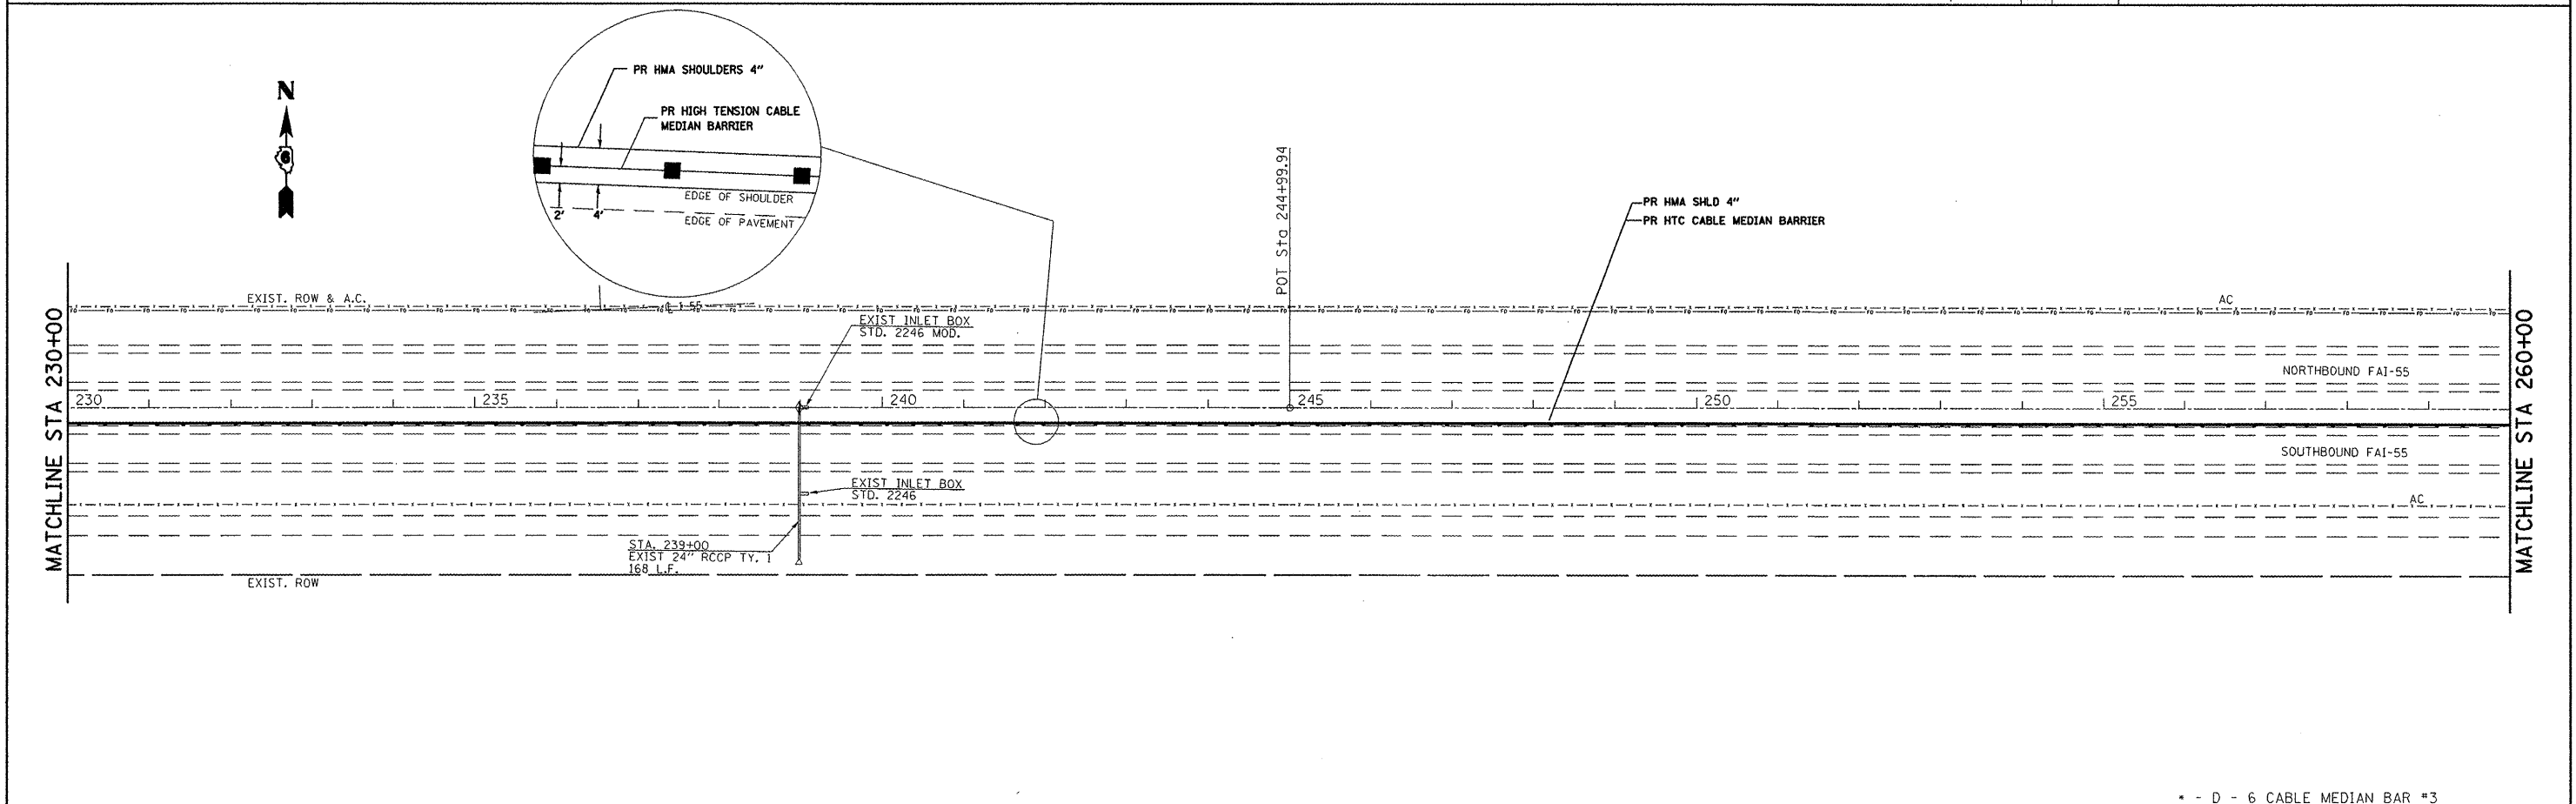 PR HMA SHOULDERS 4"
N
PR HIGH TENSION CABLE
MEDIAN BARRIER
6
EDGE OF SHOULDER
2' 4'
EDGE OF PAVEMENT
POT Sta 244+99.94
PR HMA SHLD 4"
PR HTC CABLE MEDIAN BARRIER
EXIST. ROW & A.C.
AC
EXIST INLET BOX
STD. 2246 MOD.
MATCHLINE STA 230+00
MATCHLINE STA 260+00
NORTHBOUND FAI-55
230 235 240 245 250 255
SOUTHBOUND FAI-55
EXIST INLET BOX
STD. 2246
AC
STA. 239+00
EXIST 24" RCCP TY. 1
168 L.F.
EXIST. ROW
* - D - 6 CABLE MEDIAN BAR #3